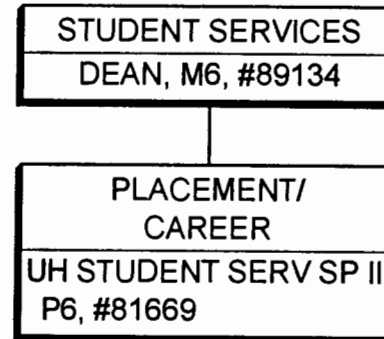 STUDENT SERVICES
DEAN, M6, #89134
PLACEMENT/
CAREER
UH STUDENT SERV SP II
P6, #81669